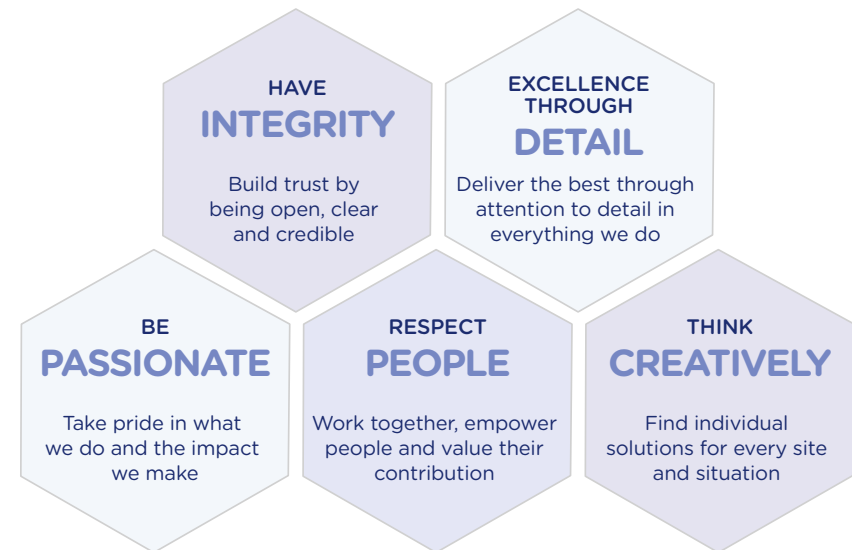 HAVE
INTEGRITY
Build trust by
being open, clear
and credible
EXCELLENCE
THROUGH
DETAIL
Deliver the best through
attention to detail in
everything we do
BE
PASSIONATE
Take pride in what
we do and the impact
we make
RESPECT
PEOPLE
Work together, empower
people and value their
contribution
THINK
CREATIVELY
Find individual
solutions for every site
and situation